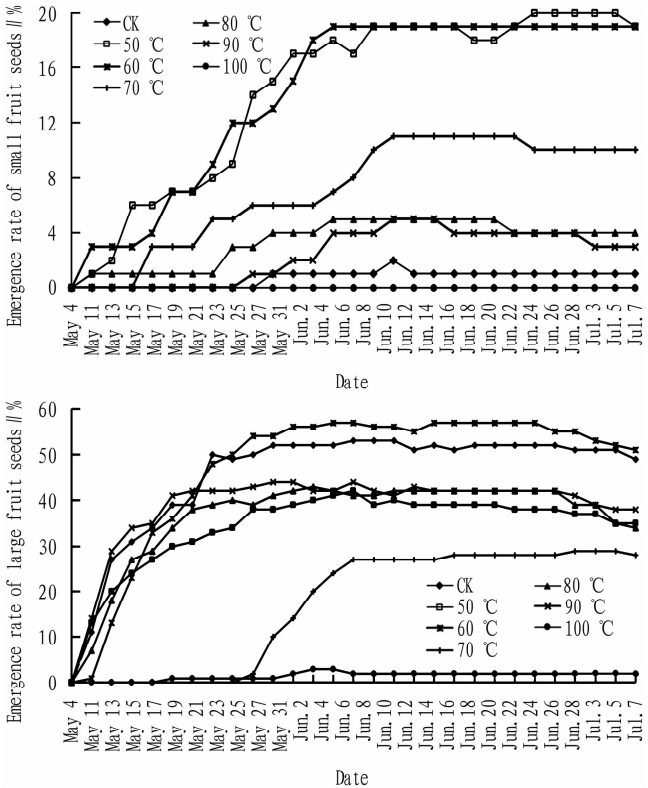 Emergence rate of small fruit seeds∥%
20
16
12
8
4
0
CK
50 ℃
60 ℃
70 ℃
80 ℃
90 ℃
100 ℃
May 4
May 11
May 13
May 15
May 17
May 19
May 21
May 23
May 25
May 27
May 29
May 31
Jun. 2
Jun. 4
Jun. 6
Jun. 8
Jun. 10
Jun. 12
Jun. 14
Jun. 16
Jun. 18
Jun. 20
Jun. 22
Jun. 24
Jun. 26
Jun. 28
Jul. 3
Jul. 5
Jul. 7
Date
Emergence rate of large fruit seeds∥%
60
50
40
30
20
10
0
CK
50 ℃
60 ℃
70 ℃
80 ℃
90 ℃
100 ℃
May 4
May 11
May 13
May 15
May 17
May 19
May 21
May 23
May 25
May 27
May 29
May 31
Jun. 2
Jun. 4
Jun. 6
Jun. 8
Jun. 10
Jun. 12
Jun. 14
Jun. 16
Jun. 18
Jun. 20
Jun. 22
Jun. 24
Jun. 26
Jun. 28
Jul. 3
Jul. 5
Jul. 7
Date